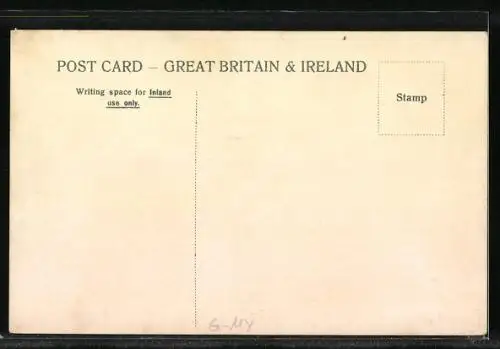 POST CARD – GREAT BRITAIN & IRELAND
Writing space for Inland
use only.
Stamp